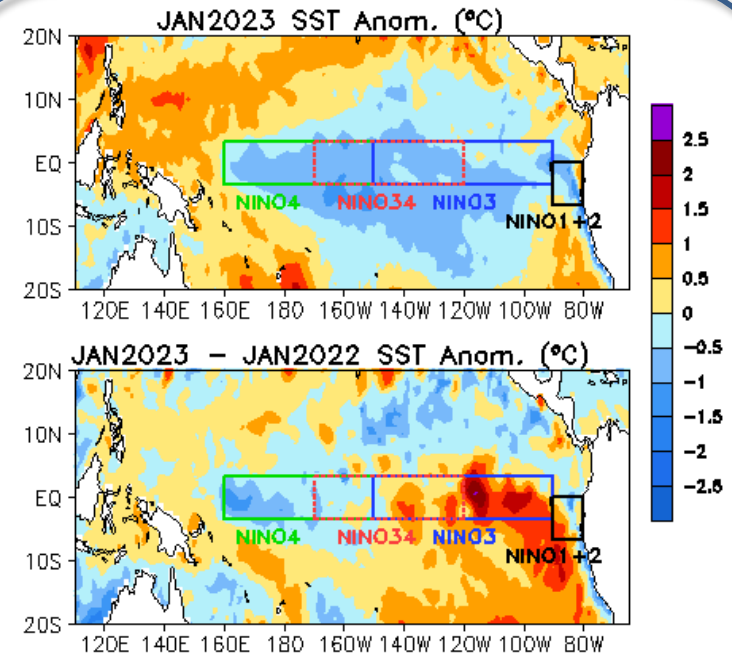 JAN2023 SST Anom. (°C)
20N
10N
EQ
10S
20S
NINO4 NINO34 NINO3
NINO1+2
120E 140E 160E 180 160W 140W 120W 100W 80W
JAN2023 - JAN2022 SST Anom. (°C)
20N
10N
EQ
10S
20S
NINO4 NINO34 NINO3
NINO1+2
120E 140E 160E 180 160W 140W 120W 100W 80W
2.5
2
1.5
1
0.5
0
-0.5
-1
-1.5
-2
-2.5